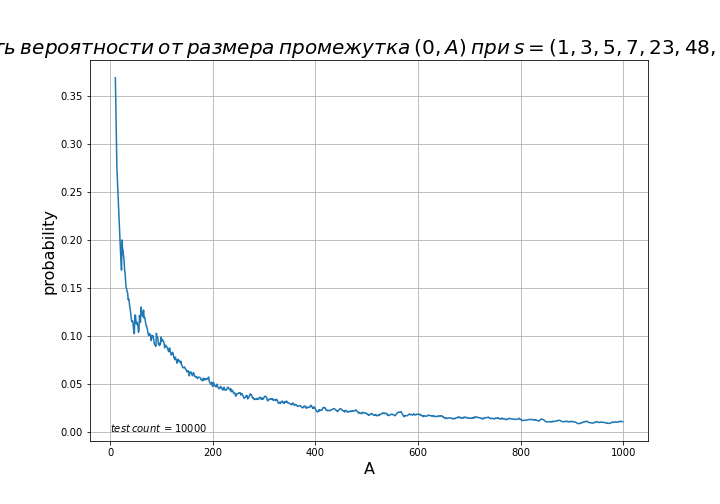 вероятности от размера промежутка (0, A) при s = (1, 3, 5, 7, 23, 48,
probability
0.35
0.30
0.25
0.20
0.15
0.10
0.05
0.00
test count = 10000
0 200 400 600 800 1000
A